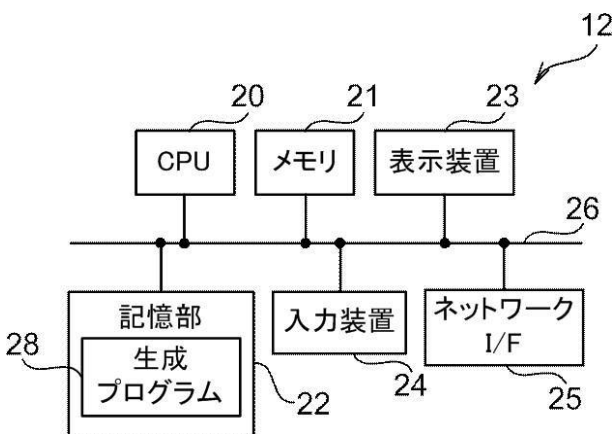 12
20
21
23
CPU
メモリ
表示装置
26
記憶部
生成
プログラム
28
22
入力装置
24
ネットワーク
I/F
25